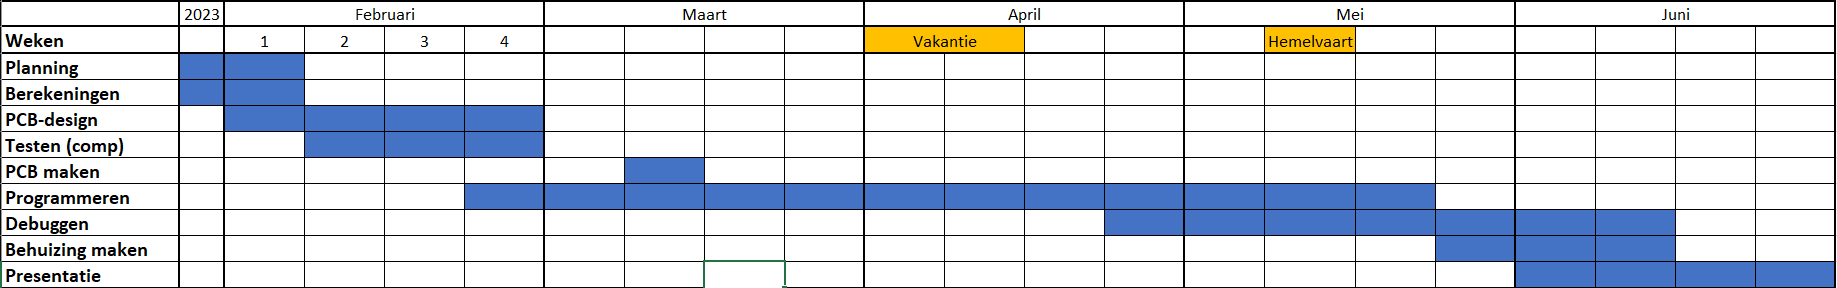 2023 Februari Maart April Mei Juni
Weken 1 2 3 4 Vakantie Hemelvaart
Planning
Berekeningen
PCB-design
Testen (comp)
PCB maken
Programmeren
Debuggen
Behuizing maken
Presentatie